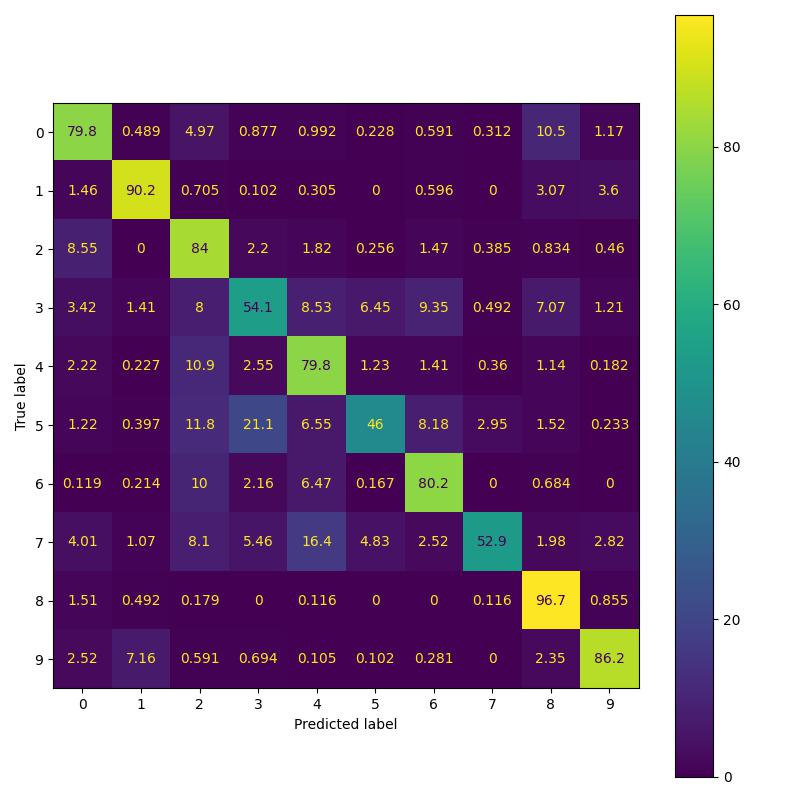 0 79.8 0.489 4.97 0.877 0.992 0.228 0.591 0.312 10.5 1.17
80
1 1.46 90.2 0.705 0.102 0.305 0 0.596 0 3.07 3.6
2 8.55 0 84 2.2 1.82 0.256 1.47 0.385 0.834 0.46
3 3.42 1.41 8 54.1 8.53 6.45 9.35 0.492 7.07 1.21
60
4 2.22 0.227 10.9 2.55 79.8 1.23 1.41 0.36 1.14 0.182
True label
5 1.22 0.397 11.8 21.1 6.55 46 8.18 2.95 1.52 0.233
40
6 0.119 0.214 10 2.16 6.47 0.167 80.2 0 0.684 0
7 4.01 1.07 8.1 5.46 16.4 4.83 2.52 52.9 1.98 2.82
8 1.51 0.492 0.179 0 0.116 0 0 0.116 96.7 0.855
20
9 2.52 7.16 0.591 0.694 0.105 0.102 0.281 0 2.35 86.2
0 1 2 3 4 5 6 7 8 9
Predicted label
0